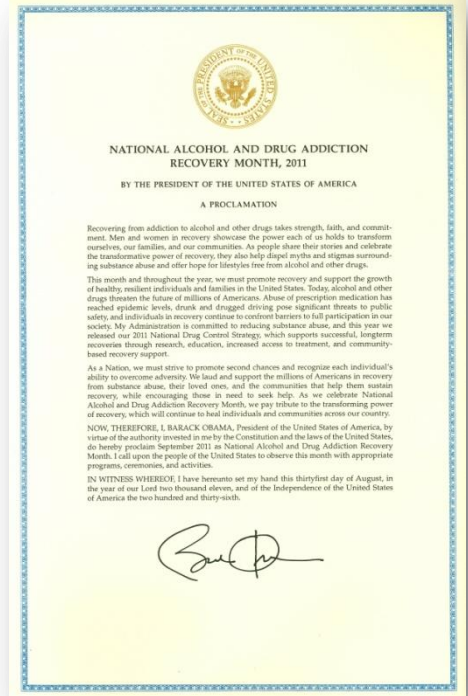 SEAL OF THE PRESIDENT OF THE UNITED STATES
NATIONAL ALCOHOL AND DRUG ADDICTION
RECOVERY MONTH, 2011
BY THE PRESIDENT OF THE UNITED STATES OF AMERICA
A PROCLAMATION
Recovering from addiction to alcohol and other drugs takes strength, faith, and commit-
ment. Men and women in recovery showcase the power each of us holds to transform
ourselves, our families, and our communities. As people share their stories and celebrate
the transformative power of recovery, they also help dispel myths and stigmas surround-
ing substance abuse and offer hope for lifestyles free from alcohol and other drugs.
This month and throughout the year, we must promote recovery and support the growth
of healthy, resilient individuals and families in the United States. Today, alcohol and other
drugs threaten the future of millions of Americans. Abuse of prescription medication has
reached epidemic levels, drunk and drugged driving pose significant threats to public
safety, and individuals in recovery continue to confront barriers to full participation in our
society. My Administration is committed to reducing substance abuse, and this year we
released our 2011 National Drug Control Strategy, which supports successful, longterm
recoveries through research, education, increased access to treatment, and community-
based recovery support.
As a Nation, we must strive to promote second chances and recognize each individual's
ability to overcome adversity. We laud and support the millions of Americans in recovery
from substance abuse, their loved ones, and the communities that help them sustain
recovery, while encouraging those in need to seek help. As we celebrate National
Alcohol and Drug Addiction Recovery Month, we pay tribute to the transforming power
of recovery, which will continue to heal individuals and communities across our country.
NOW, THEREFORE, I, BARACK OBAMA, President of the United States of America, by
virtue of the authority invested in me by the Constitution and the laws of the United States,
do hereby proclaim September 2011 as National Alcohol and Drug Addiction Recovery
Month. I call upon the people of the United States to observe this month with appropriate
programs, ceremonies, and activities.
IN WITNESS WHEREOF, I have hereunto set my hand this thirtyfirst day of August, in
the year of our Lord two thousand eleven, and of the Independence of the United States
of America the two hundred and thirty-sixth.